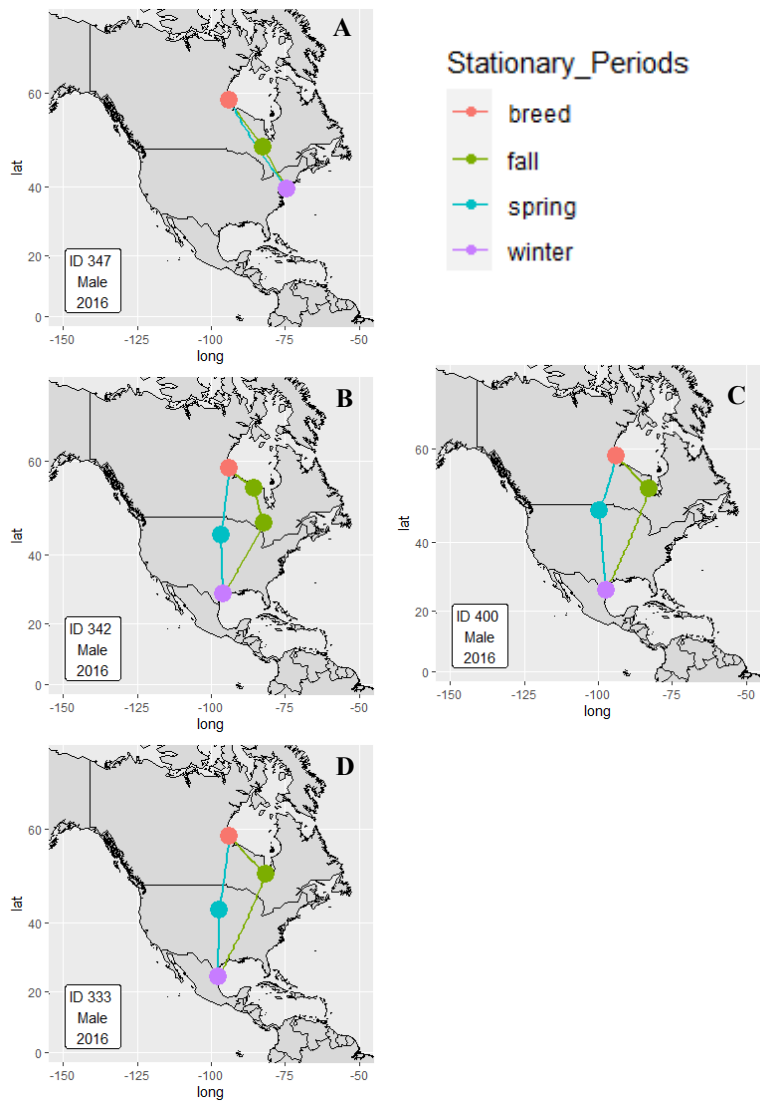 A
60
40
20
0
lat
ID 347
Male
2016
-150
-125
-100
-75
-50
long
Stationary_Periods
breed
fall
spring
winter
B
60
40
20
0
lat
ID 342
Male
2016
-150
-125
-100
-75
-50
long
C
60
40
20
0
lat
ID 400
Male
2016
-150
-125
-100
-75
-50
long
D
60
40
20
0
lat
ID 333
Male
2016
-150
-125
-100
-75
-50
long